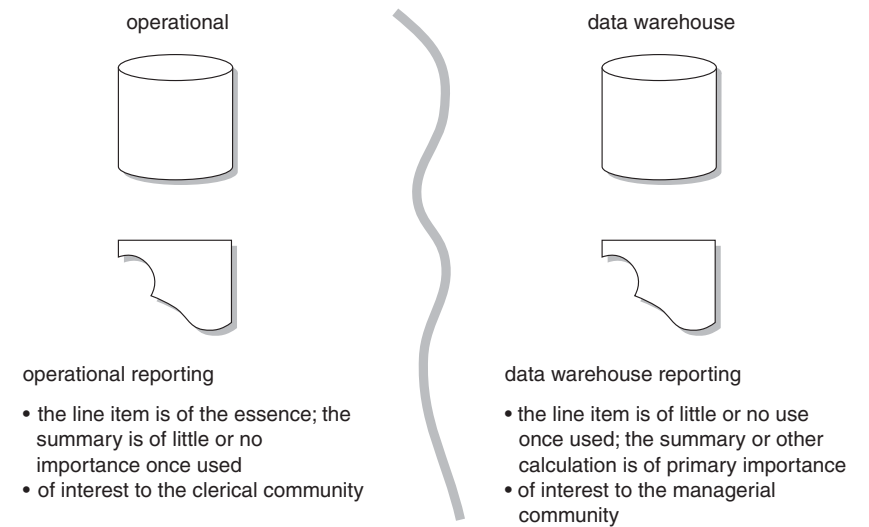 operational
data warehouse
operational reporting
• the line item is of the essence; the
summary is of little or no
importance once used
• of interest to the clerical community
data warehouse reporting
• the line item is of little or no use
once used; the summary or other
calculation is of primary importance
• of interest to the managerial
community